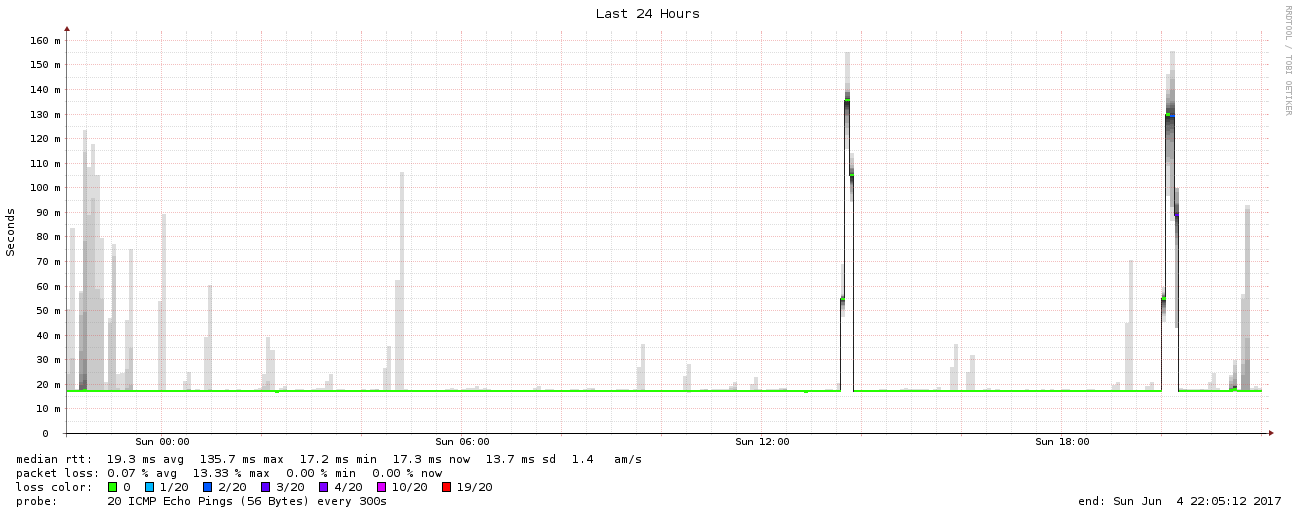 Last 24 Hours
RRDTOOL / TOBI OETIKER
Seconds
160 m
150 m
140 m
130 m
120 m
110 m
100 m
90 m
80 m
70 m
60 m
50 m
40 m
30 m
20 m
10 m
0
Sun 00:00 Sun 06:00 Sun 12:00 Sun 18:00
median rtt: 19.3 ms avg 135.7 ms max 17.2 ms min 17.3 ms now 13.7 ms sd 1.4 am/s
packet loss: 0.07 % avg 13.33 % max 0.00 % min 0.00 % now
loss color: 0 1/20 2/20 3/20 4/20 10/20 19/20
probe: 20 ICMP Echo Pings (56 Bytes) every 300s end: Sun Jun 4 22:05:12 2017